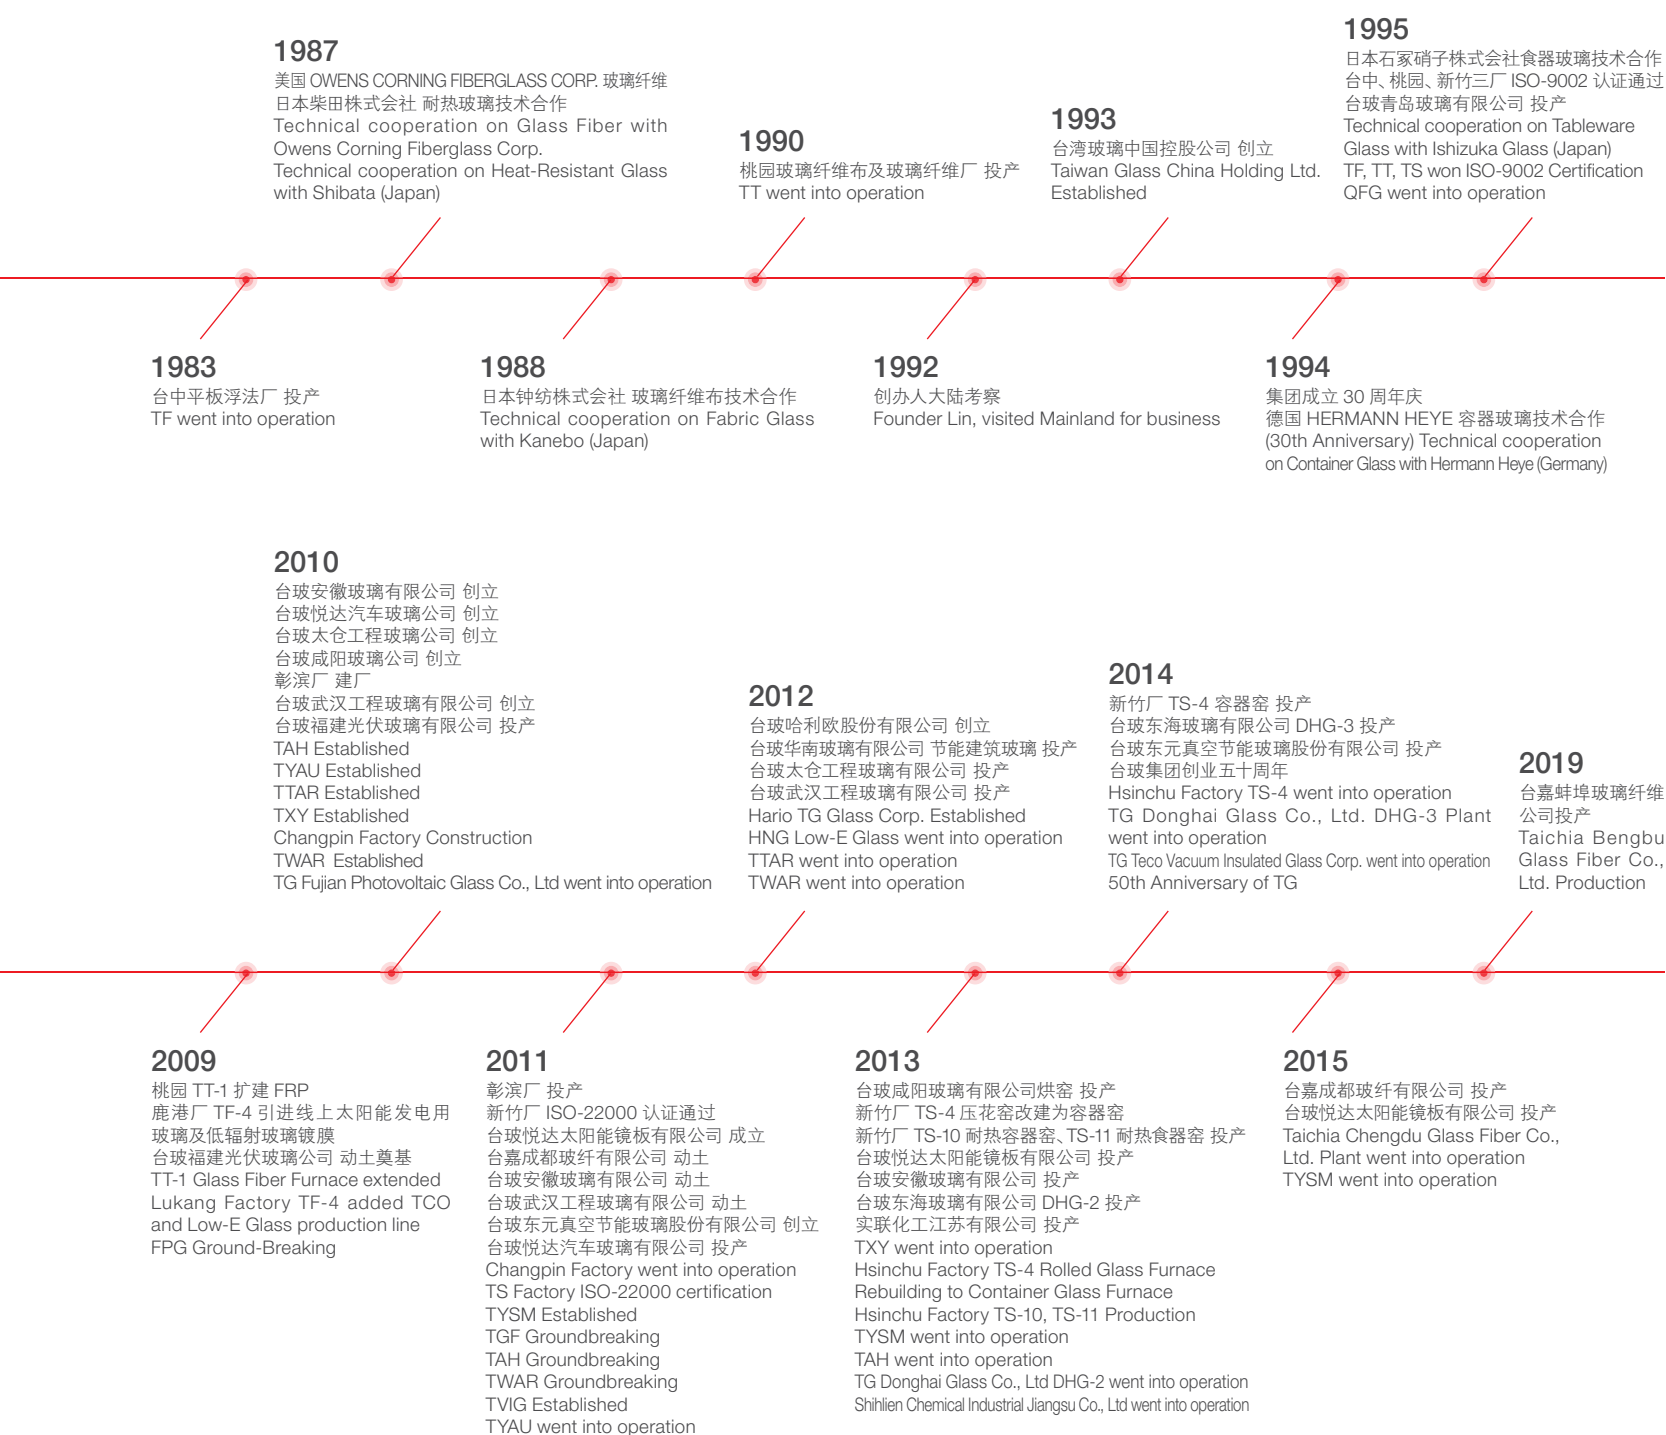 1987
美国 OWENS CORNING FIBERGLASS CORP. 玻璃纤维
日本柴田株式会社 耐热玻璃技术合作
Technical cooperation on Glass Fiber with
Owens Corning Fiberglass Corp.
Technical cooperation on Heat-Resistant Glass
with Shibata (Japan)
1990
桃园玻璃纤维布及玻璃纤维厂 投产
TT went into operation
1993
台湾玻璃中国控股公司 创立
Taiwan Glass China Holding Ltd.
Established
1995
日本石冢硝子株式会社食器玻璃技术合作
台中、桃园、新竹三厂 ISO-9002 认证通过
台玻青岛玻璃有限公司 投产
Technical cooperation on Tableware
Glass with Ishizuka Glass (Japan)
TF, TT, TS won ISO-9002 Certification
QFG went into operation
1983
台中平板浮法厂 投产
TF went into operation
1988
日本钟纺株式会社 玻璃纤维布技术合作
Technical cooperation on Fabric Glass
with Kanebo (Japan)
1992
创办人大陆考察
Founder Lin, visited Mainland for business
1994
集团成立 30 周年庆
德国 HERMANN HEYE 容器玻璃技术合作
(30th Anniversary) Technical cooperation
on Container Glass with Hermann Heye (Germany)
2010
台玻安徽玻璃有限公司 创立
台玻悦达汽车玻璃公司 创立
台玻太仓工程玻璃公司 创立
台玻咸阳玻璃公司 创立
彰滨厂 建厂
台玻武汉工程玻璃有限公司 创立
台玻福建光伏玻璃有限公司 投产
TAH Established
TYAU Established
TTAR Established
TXY Established
Changpin Factory Construction
TWAR Established
TG Fujian Photovoltaic Glass Co., Ltd went into operation
2012
台玻哈利欧股份有限公司 创立
台玻华南玻璃有限公司 节能建筑玻璃 投产
台玻太仓工程玻璃有限公司 投产
台玻武汉工程玻璃有限公司 投产
Hario TG Glass Corp. Established
HNG Low-E Glass went into operation
TTAR went into operation
TWAR went into operation
2014
新竹厂 TS-4 容器窑 投产
台玻东海玻璃有限公司 DHG-3 投产
台玻东元真空节能玻璃股份有限公司 投产
台玻集团创业五十周年
Hsinchu Factory TS-4 went into operation
TG Donghai Glass Co., Ltd. DHG-3 Plant
went into operation
TG Teco Vacuum Insulated Glass Corp. went into operation
50th Anniversary of TG
2019
台嘉蚌埠玻璃纤维
公司投产
Taichia Bengbu
Glass Fiber Co.,
Ltd. Production
2009
桃园 TT-1 扩建 FRP
鹿港厂 TF-4 引进线上太阳能发电用
玻璃及低辐射玻璃镀膜
台玻福建光伏玻璃公司 动土奠基
TT-1 Glass Fiber Furnace extended
Lukang Factory TF-4 added TCO
and Low-E Glass production line
FPG Ground-Breaking
2011
彰滨厂 投产
新竹厂 ISO-22000 认证通过
台玻悦达太阳能镜板有限公司 成立
台嘉成都玻纤有限公司 动土
台玻安徽玻璃有限公司 动土
台玻武汉工程玻璃有限公司 动土
台玻东元真空节能玻璃股份有限公司 创立
台玻悦达汽车玻璃有限公司 投产
Changpin Factory went into operation
TS Factory ISO-22000 certification
TYSM Established
TGF Groundbreaking
TAH Groundbreaking
TWAR Groundbreaking
TVIG Established
TYAU went into operation
2013
台玻咸阳玻璃有限公司烘窑 投产
新竹厂 TS-4 压花窑改建为容器窑
新竹厂 TS-10 耐热容器窑、TS-11 耐热食器窑 投产
台玻悦达太阳能镜板有限公司 投产
台玻安徽玻璃有限公司 投产
台玻东海玻璃有限公司 DHG-2 投产
实联化工江苏有限公司 投产
TXY went into operation
Hsinchu Factory TS-4 Rolled Glass Furnace
Rebuilding to Container Glass Furnace
Hsinchu Factory TS-10, TS-11 Production
TYSM went into operation
TAH went into operation
TG Donghai Glass Co., Ltd DHG-2 went into operation
Shihlien Chemical Industrial Jiangsu Co., Ltd went into operation
2015
台嘉成都玻纤有限公司 投产
台玻悦达太阳能镜板有限公司 投产
Taichia Chengdu Glass Fiber Co.,
Ltd. Plant went into operation
TYSM went into operation